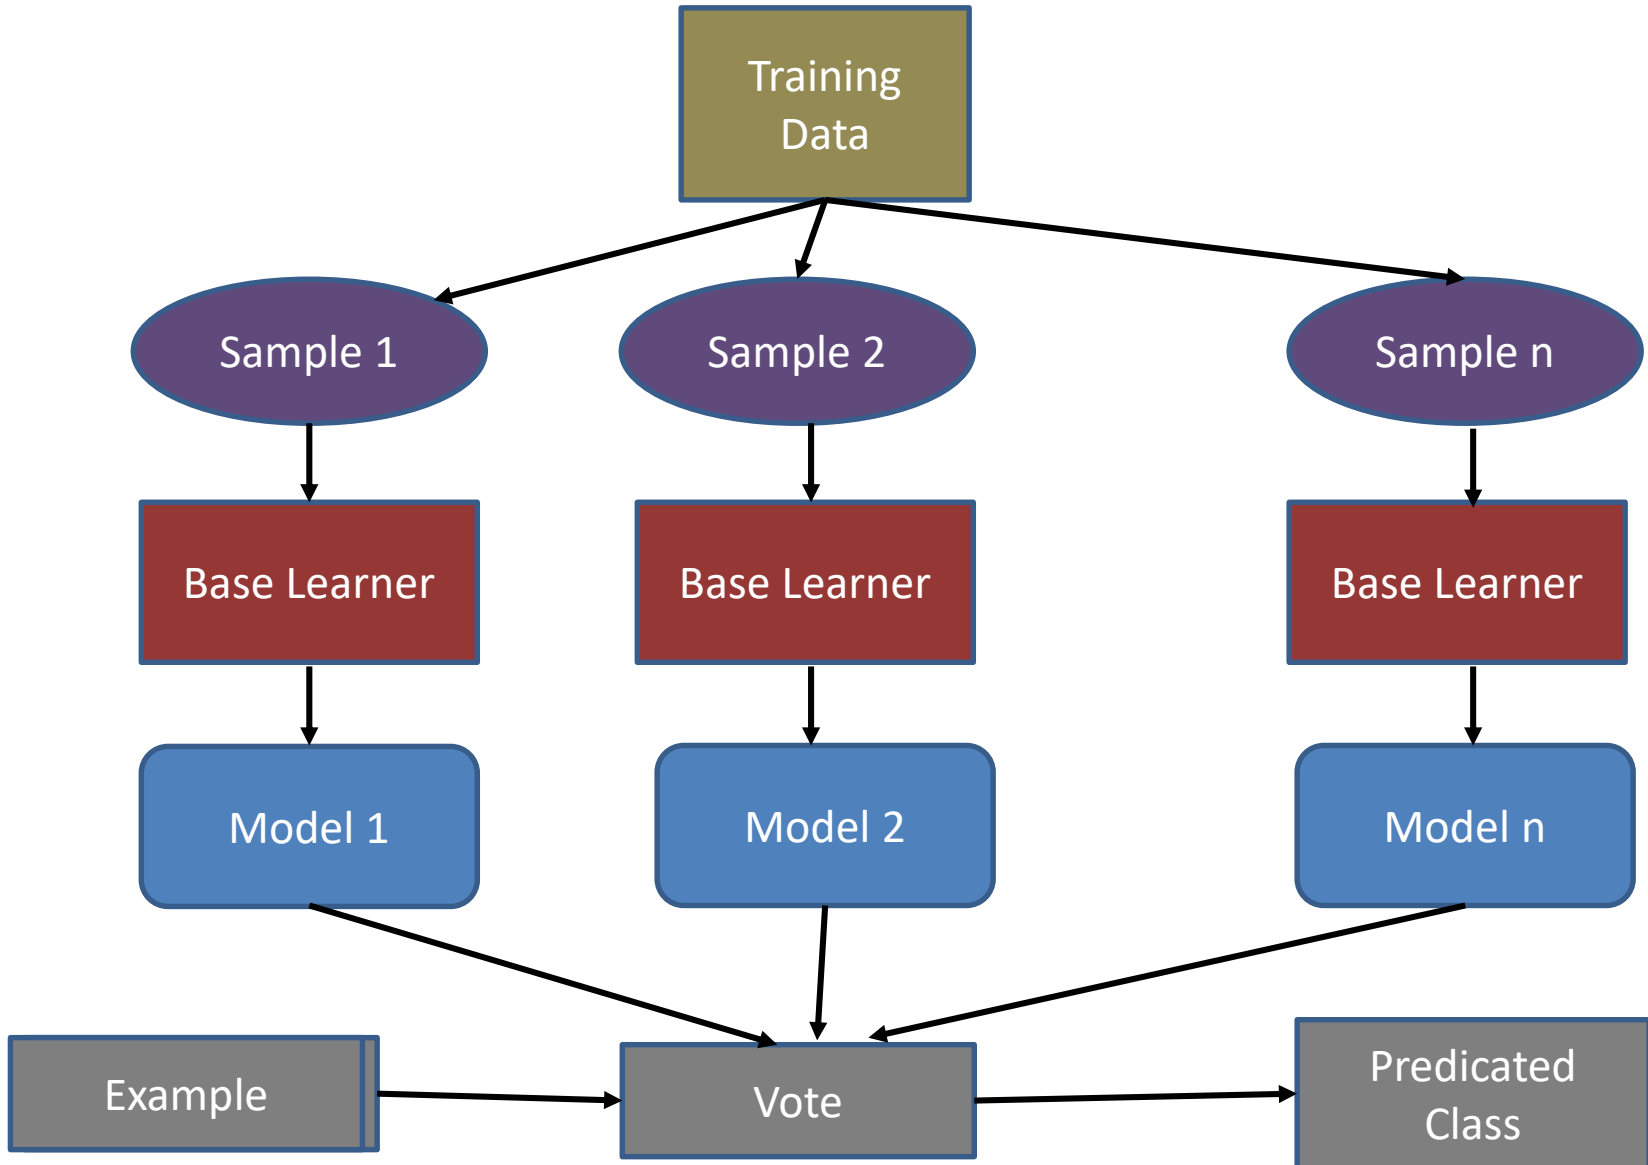 Training
Data
Sample 1
Sample 2
Sample n
Base Learner
Base Learner
Base Learner
Model 1
Model 2
Model n
Example
Vote
Predicated
Class